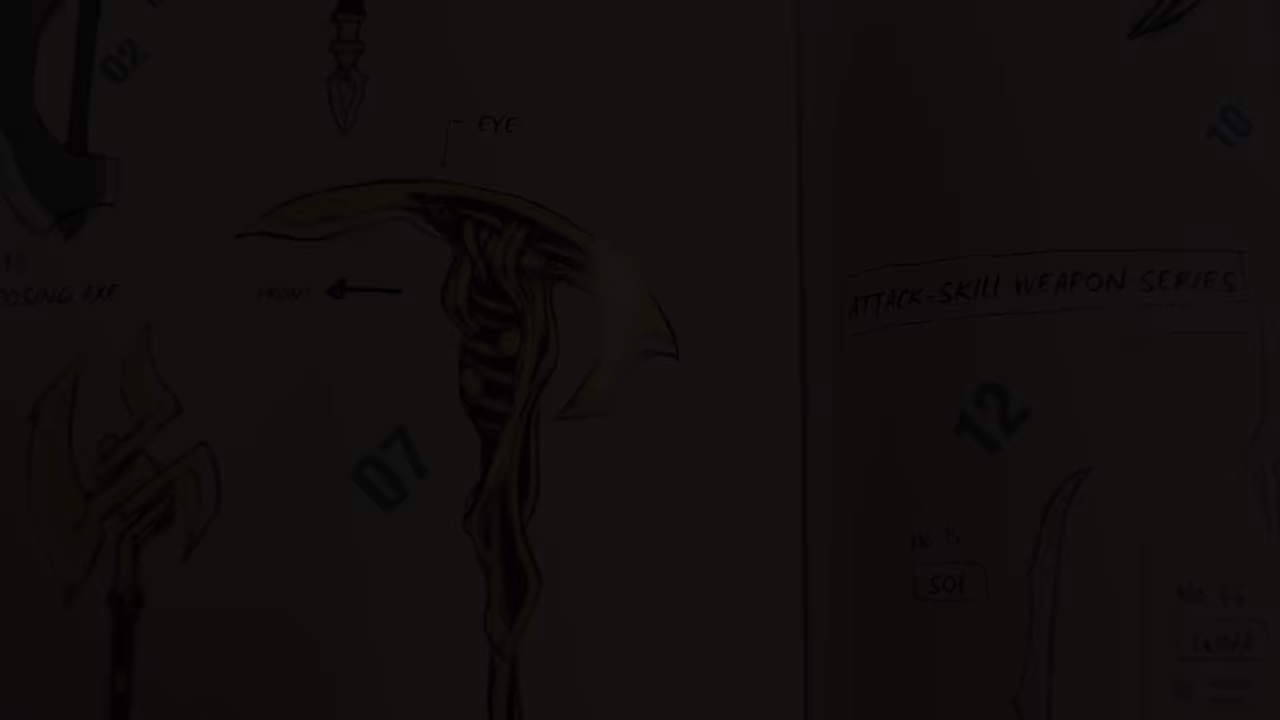 02
EYE
10
OSING AXE
FRONT
ATTACK-SKILL WEAPON SERIES
12
07
SOL